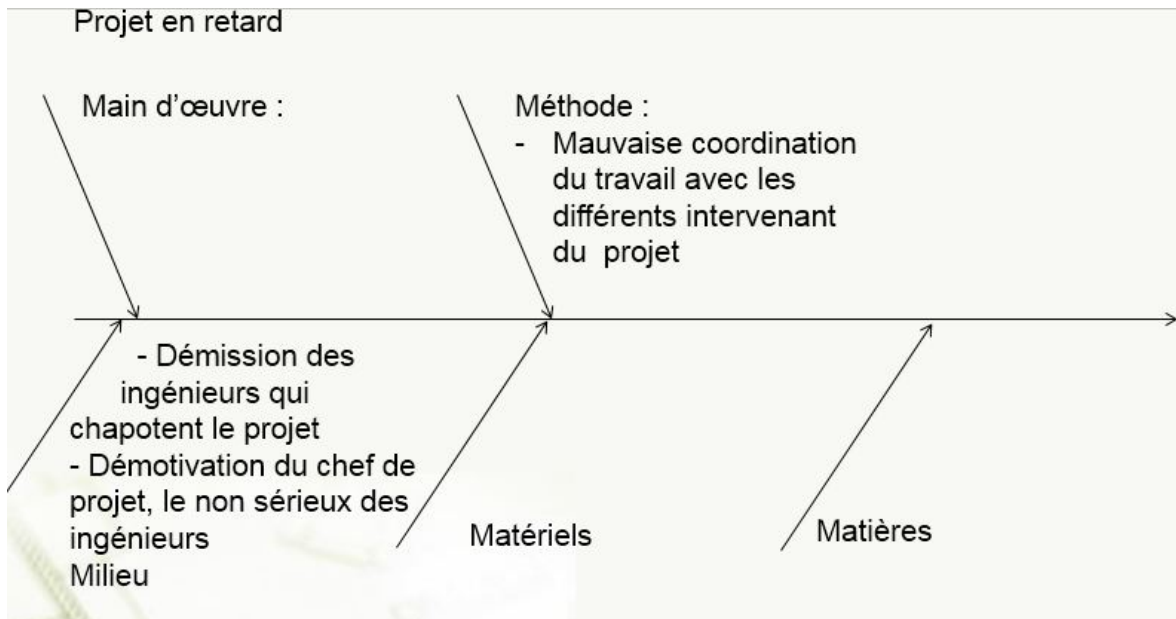 Projet en retard
Main d'œuvre :
Méthode :
- Mauvaise coordination
du travail avec les
différents intervenant
du projet
- Démission des
ingénieurs qui
chapotent le projet
- Démotivation du chef de
projet, le non sérieux des
ingénieurs
Milieu
Matériels
Matières